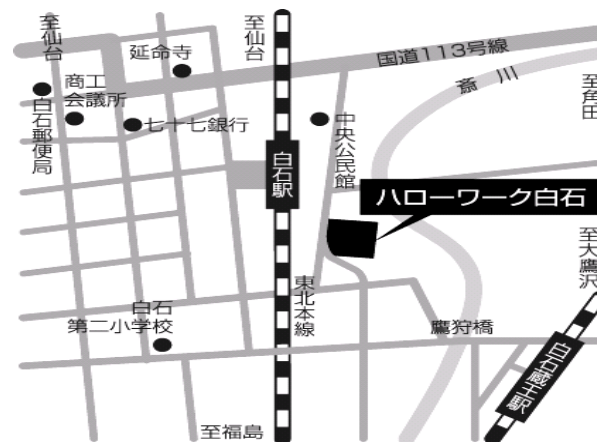 至仙台
至仙台
延命寺
国道113号線
商工
会議所
斎川
至角田
白石郵便局
七十七銀行
中央公民館
白石駅
ハローワーク白石
至大鷹沢
東北本線
白石
第二小学校
鷹狩橋
白石蔵王駅
至福島